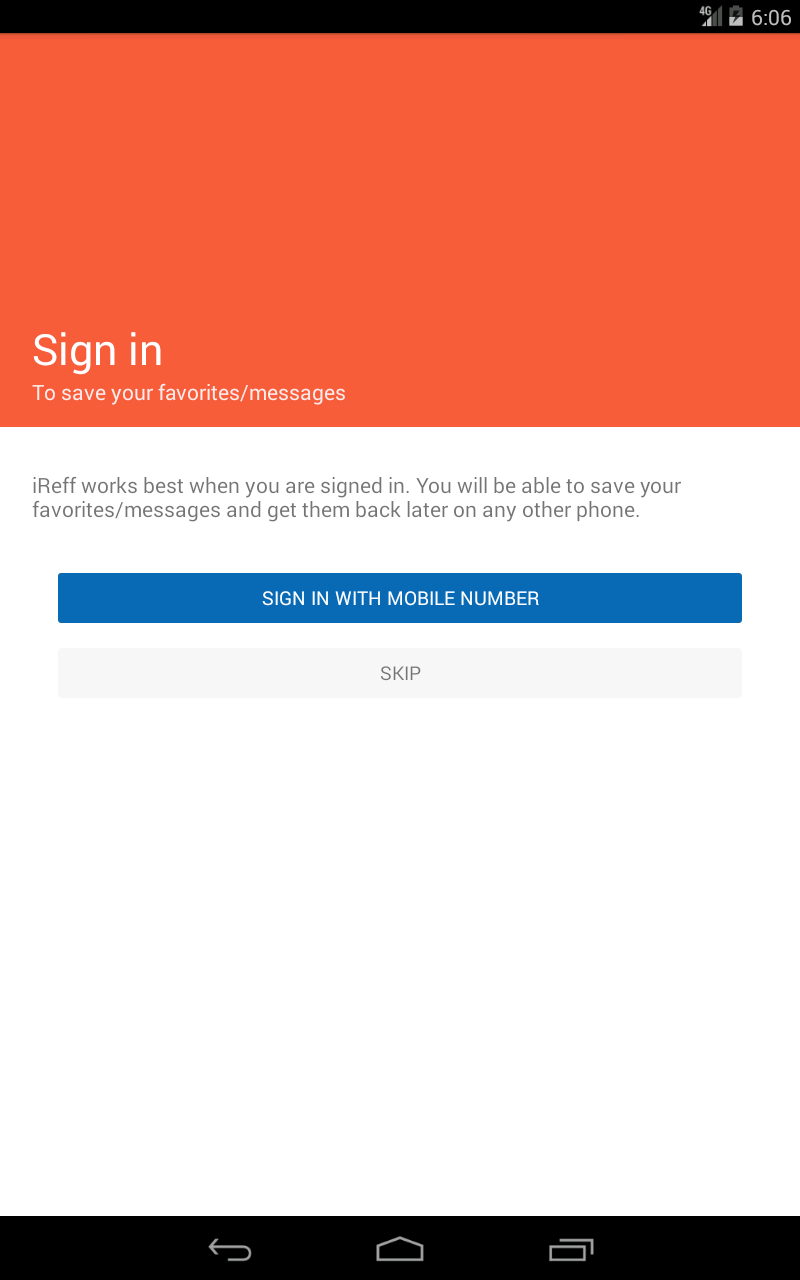 4G 6:06
Sign in
To save your favorites/messages
iReff works best when you are signed in. You will be able to save your
favorites/messages and get them back later on any other phone.
SIGN IN WITH MOBILE NUMBER
SKIP